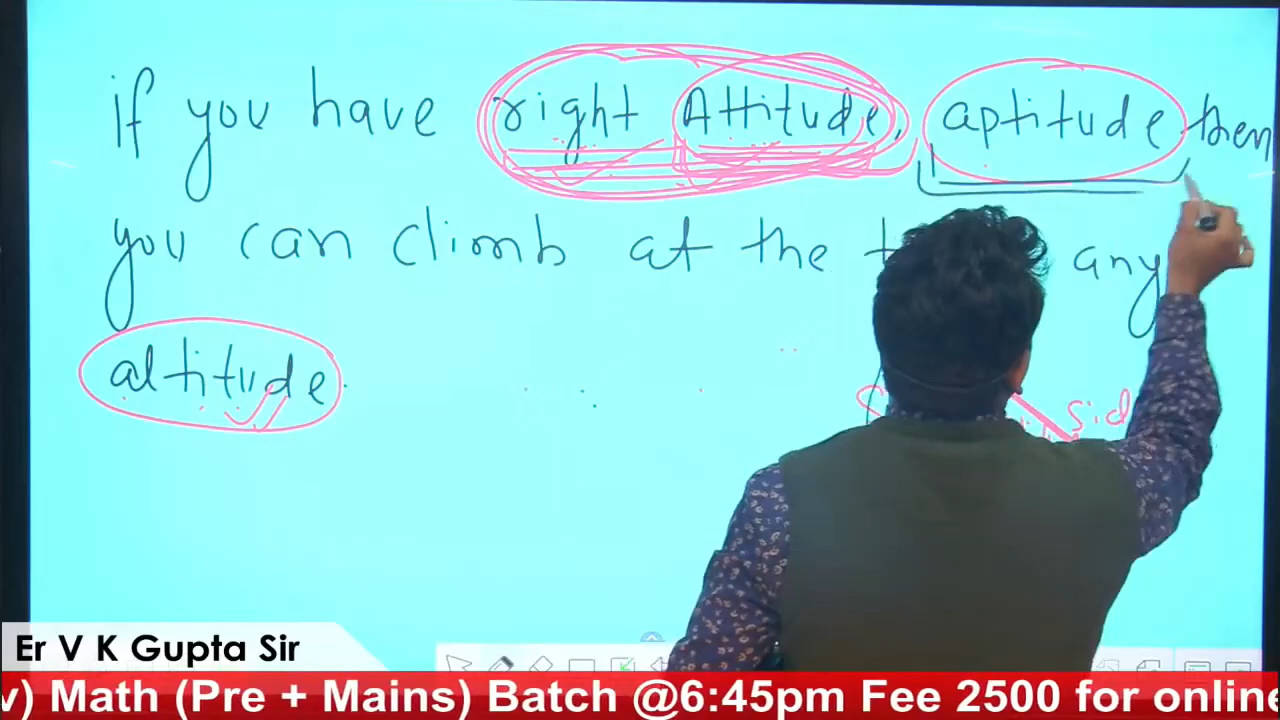 if you have right Attitude, aptitude then
you can climb at the any
altitude.
Sid
Er V K Gupta Sir
v) Math (Pre + Mains) Batch @6:45pm Fee 2500 for online